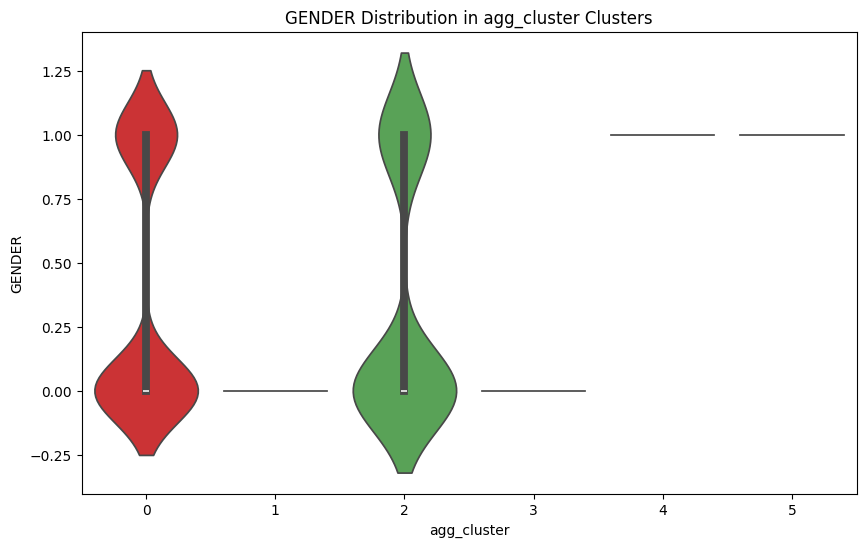 GENDER Distribution in agg_cluster Clusters
GENDER
1.25
1.00
0.75
0.50
0.25
0.00
−0.25
0 1 2 3 4 5
agg_cluster